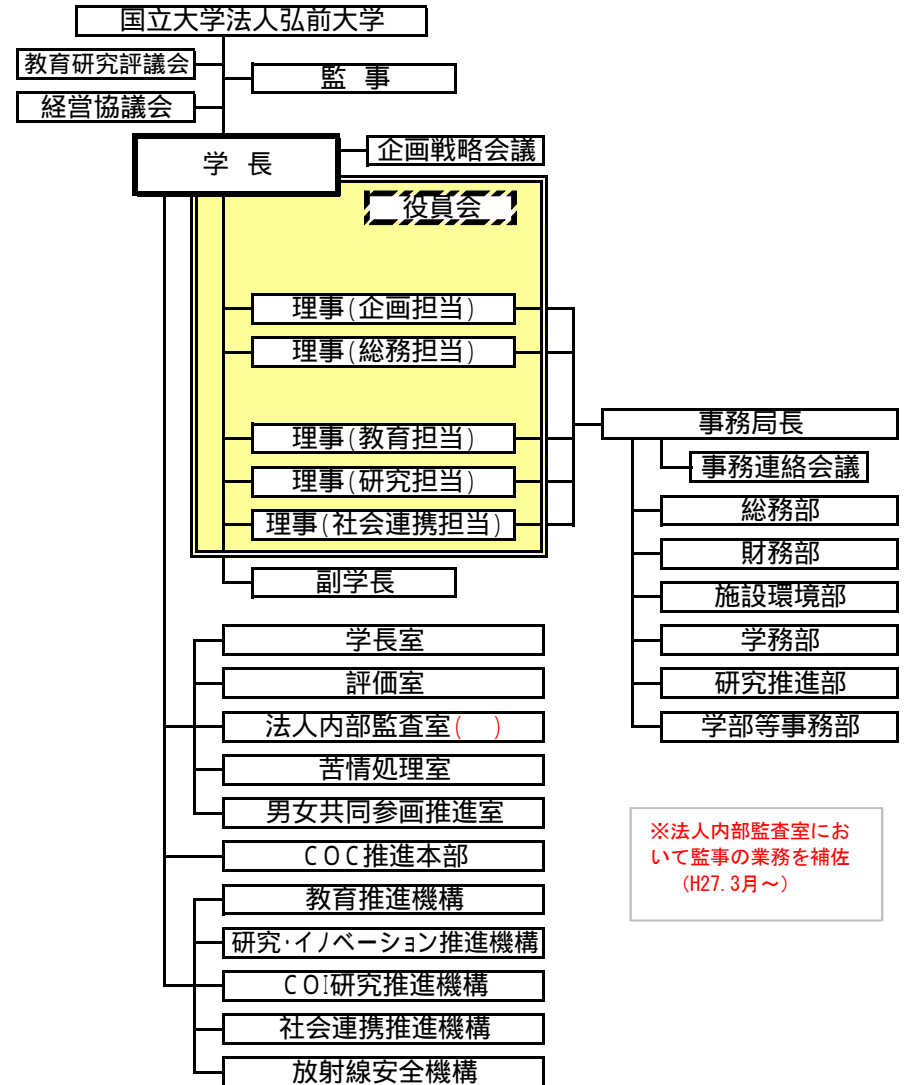 国立大学法人弘前大学
教育研究評議会
監 事
経営協議会
学 長
企画戦略会議
役員会
理事(企画担当)
理事(総務担当)
理事(教育担当)
理事(研究担当)
理事(社会連携担当)
副学長
事務局長
事務連絡会議
総務部
財務部
施設環境部
学務部
研究推進部
学部等事務部
学長室
評価室
法人内部監査室( )
苦情処理室
男女共同参画推進室
COC推進本部
教育推進機構
研究・イノベーション推進機構
COI研究推進機構
社会連携推進機構
放射線安全機構
※法人内部監査室にお
いて監事の業務を補佐
(H27.3月~)